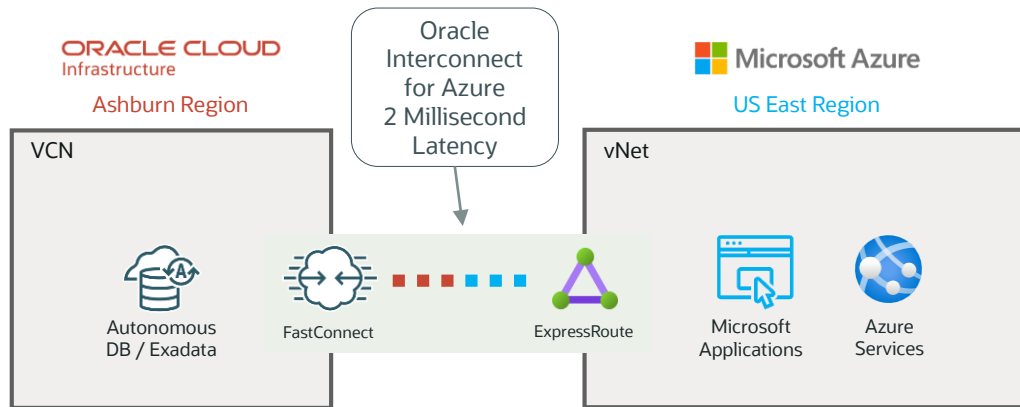 Oracle
Interconnect
for Azure
2 Millisecond
Latency
ORACLE CLOUD
Infrastructure
Ashburn Region
Microsoft Azure
US East Region
VCN
A
Autonomous
DB / Exadata
FastConnect
ExpressRoute
vNet
Microsoft
Applications
Azure
Services